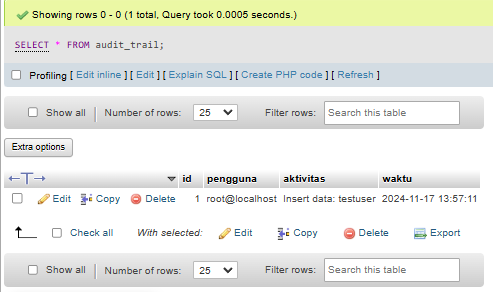 Showing rows 0 - 0 (1 total, Query took 0.0005 seconds.)
SELECT * FROM audit_trail;
Profiling [ Edit inline ] [ Edit ] [ Explain SQL ] [ Create PHP code ] [ Refresh ]
Show all Number of rows: 25 Filter rows: Search this table
Extra options
←T→ id pengguna aktivitas waktu
Edit Copy Delete 1 root@localhost Insert data: testuser 2024-11-17 13:57:11
Check all With selected: Edit Copy Delete Export
Show all Number of rows: 25 Filter rows: Search this table